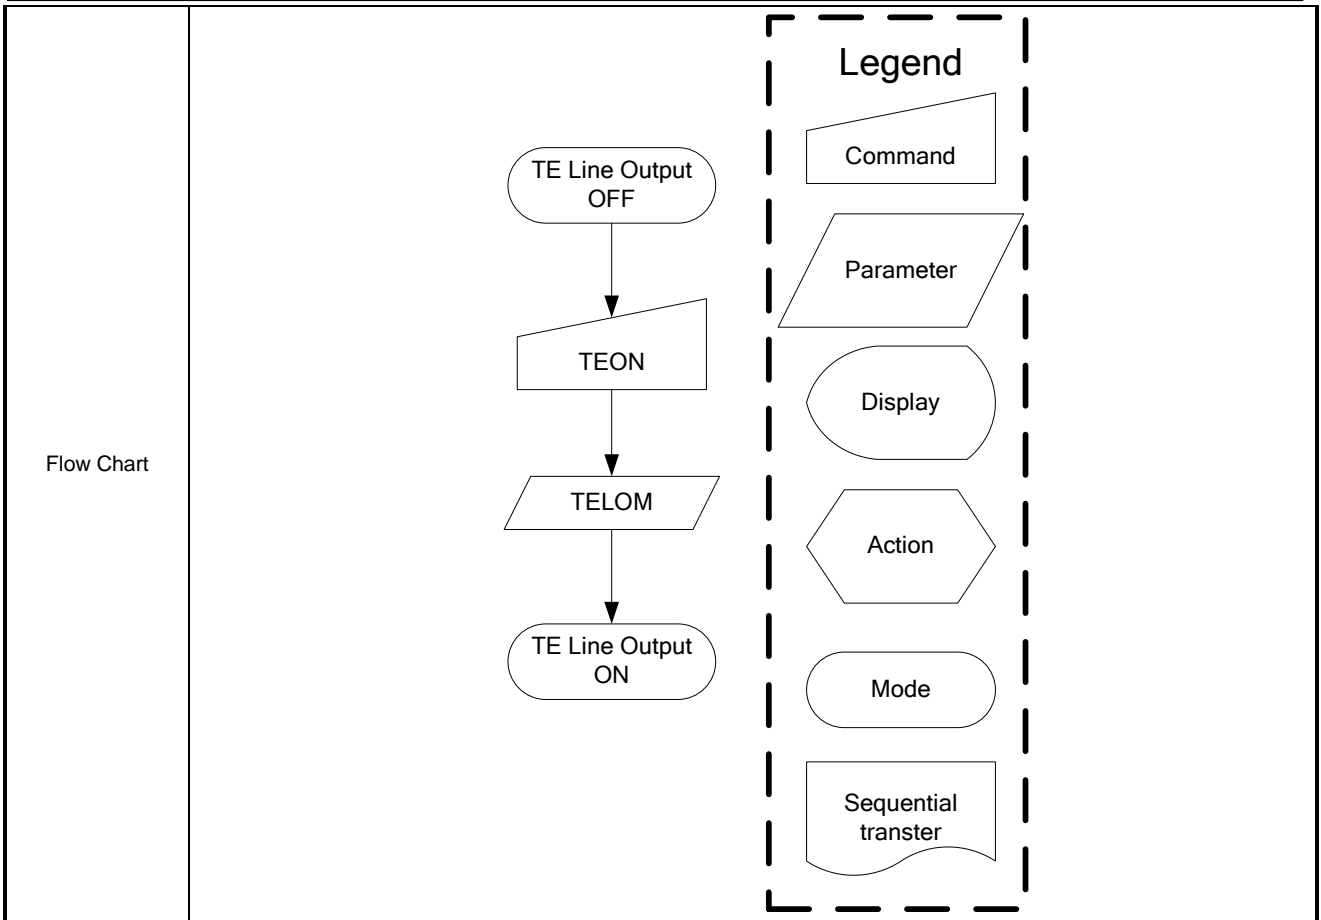 Flow Chart
TE Line Output
OFF
TEON
TELOM
TE Line Output
ON
Legend
Command
Parameter
Display
Action
Mode
Sequential
transter